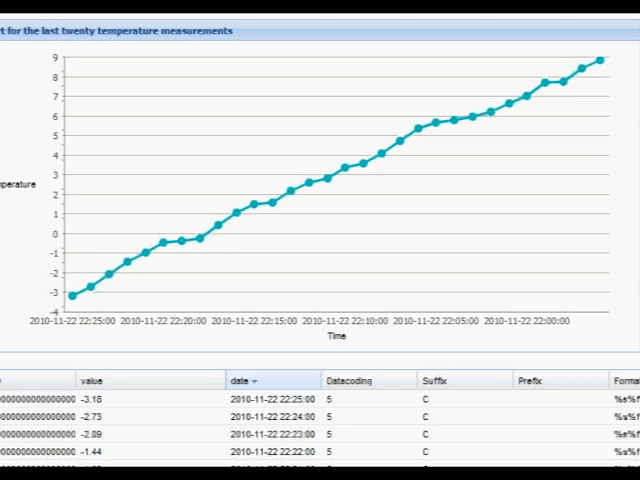 t for the last twenty temperature measurements
9
8
7
6
5
4
3
2
1
0
-1
-2
-3
-4
perature
2010-11-22 22:25:00 2010-11-22 22:20:00 2010-11-22 22:15:00 2010-11-22 22:10:00 2010-11-22 22:05:00 2010-11-22 22:00:00
Time
value date Datacoding Suffix Prefix Forma
-3.18 2010-11-22 22:25:00 5 C %s%f
-2.73 2010-11-22 22:24:00 5 C %s%f
-2.09 2010-11-22 22:23:00 5 C %s%f
-1.44 2010-11-22 22:22:00 5 C %s%f